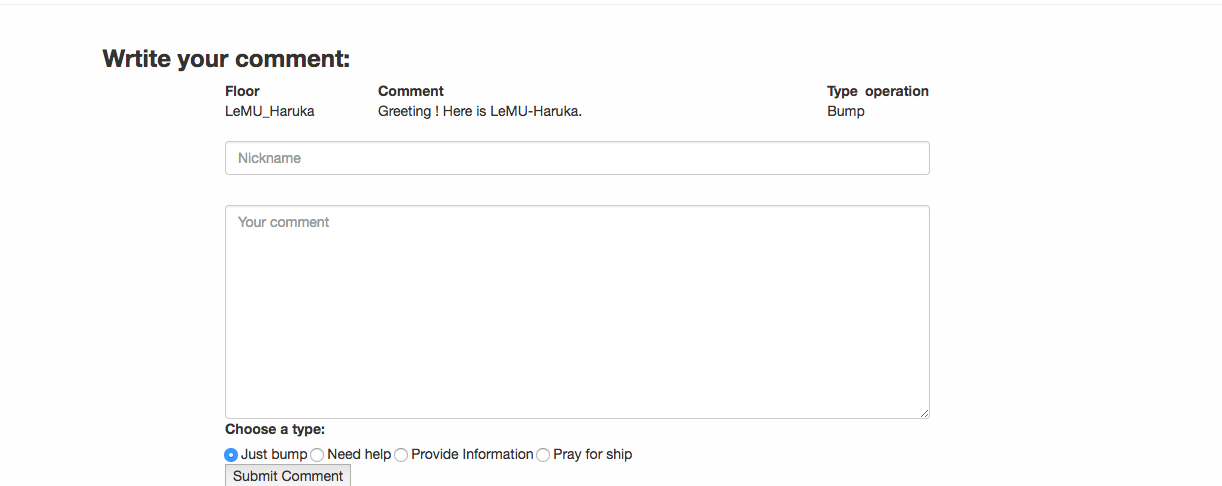 Wrtite your comment:
Floor Comment Type operation
LeMU_Haruka Greeting ! Here is LeMU-Haruka. Bump
Nickname
Your comment
Choose a type:
Just bump Need help Provide Information Pray for ship
Submit Comment